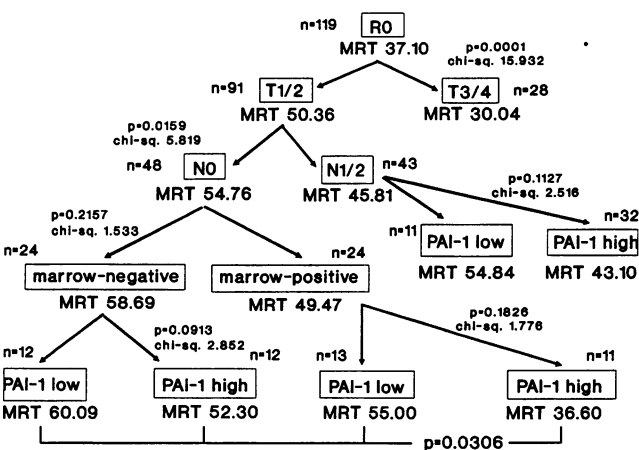 n=119 R0
MRT 37.10
p=0.0001
chi-sq. 15.932
n=91 T1/2
MRT 50.36
T3/4 n=28
MRT 30.04
p=0.0159
chi-sq. 5.819
n=48 N0
MRT 54.76
N1/2 n=43
MRT 45.81
p=0.1127
chi-sq. 2.516
n=11
PAI-1 low
MRT 54.84
n=32
PAI-1 high
MRT 43.10
p=0.2157
chi-sq. 1.533
n=24
marrow-negative
MRT 58.69
n=24
marrow-positive
MRT 49.47
p=0.0913
chi-sq. 2.852
p=0.1826
chi-sq. 1.776
n=12
PAI-1 low
MRT 60.09
n=12
PAI-1 high
MRT 52.30
n=13
PAI-1 low
MRT 55.00
n=11
PAI-1 high
MRT 36.60
p=0.0306